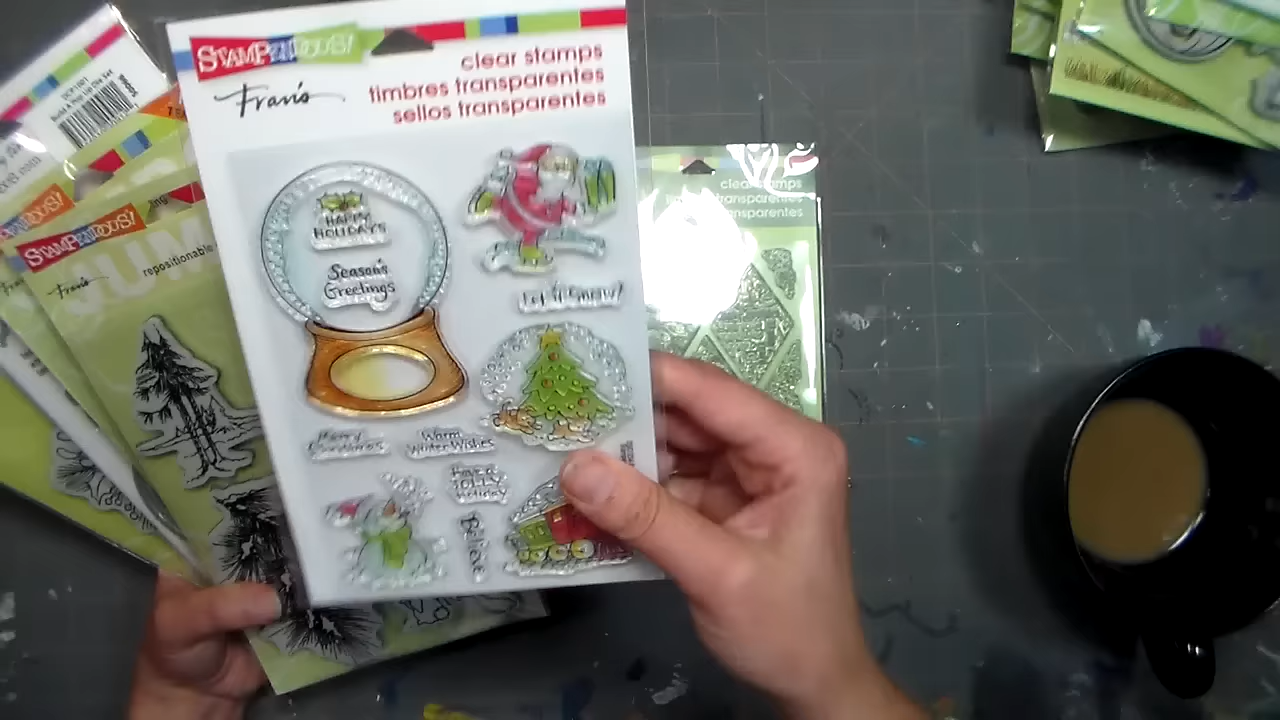 STAMPENDOUS!
Fran's
clear stamps
timbres transparentes
sellos transparentes
HAPPY
HOLIDAYS
Season's
Greetings
Let it snow!
Merry
Christmas
Warm
Winter Wishes
Have a
JOLLY
Holiday
Believe
STAMPENDOUS!
Fran's
repositionable
clear stamps
transparentes
transparentes